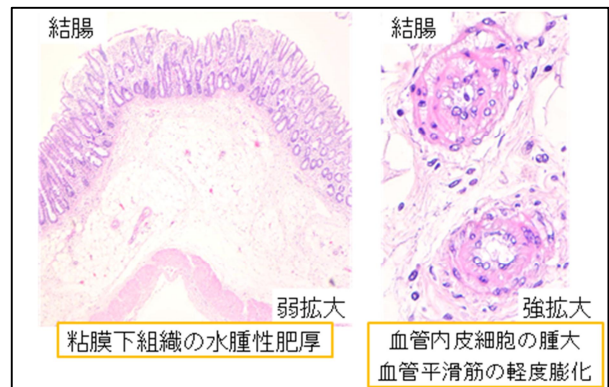 結腸
弱拡大
粘膜下組織の水腫性肥厚
結腸
強拡大
血管内皮細胞の腫大
血管平滑筋の軽度膨化